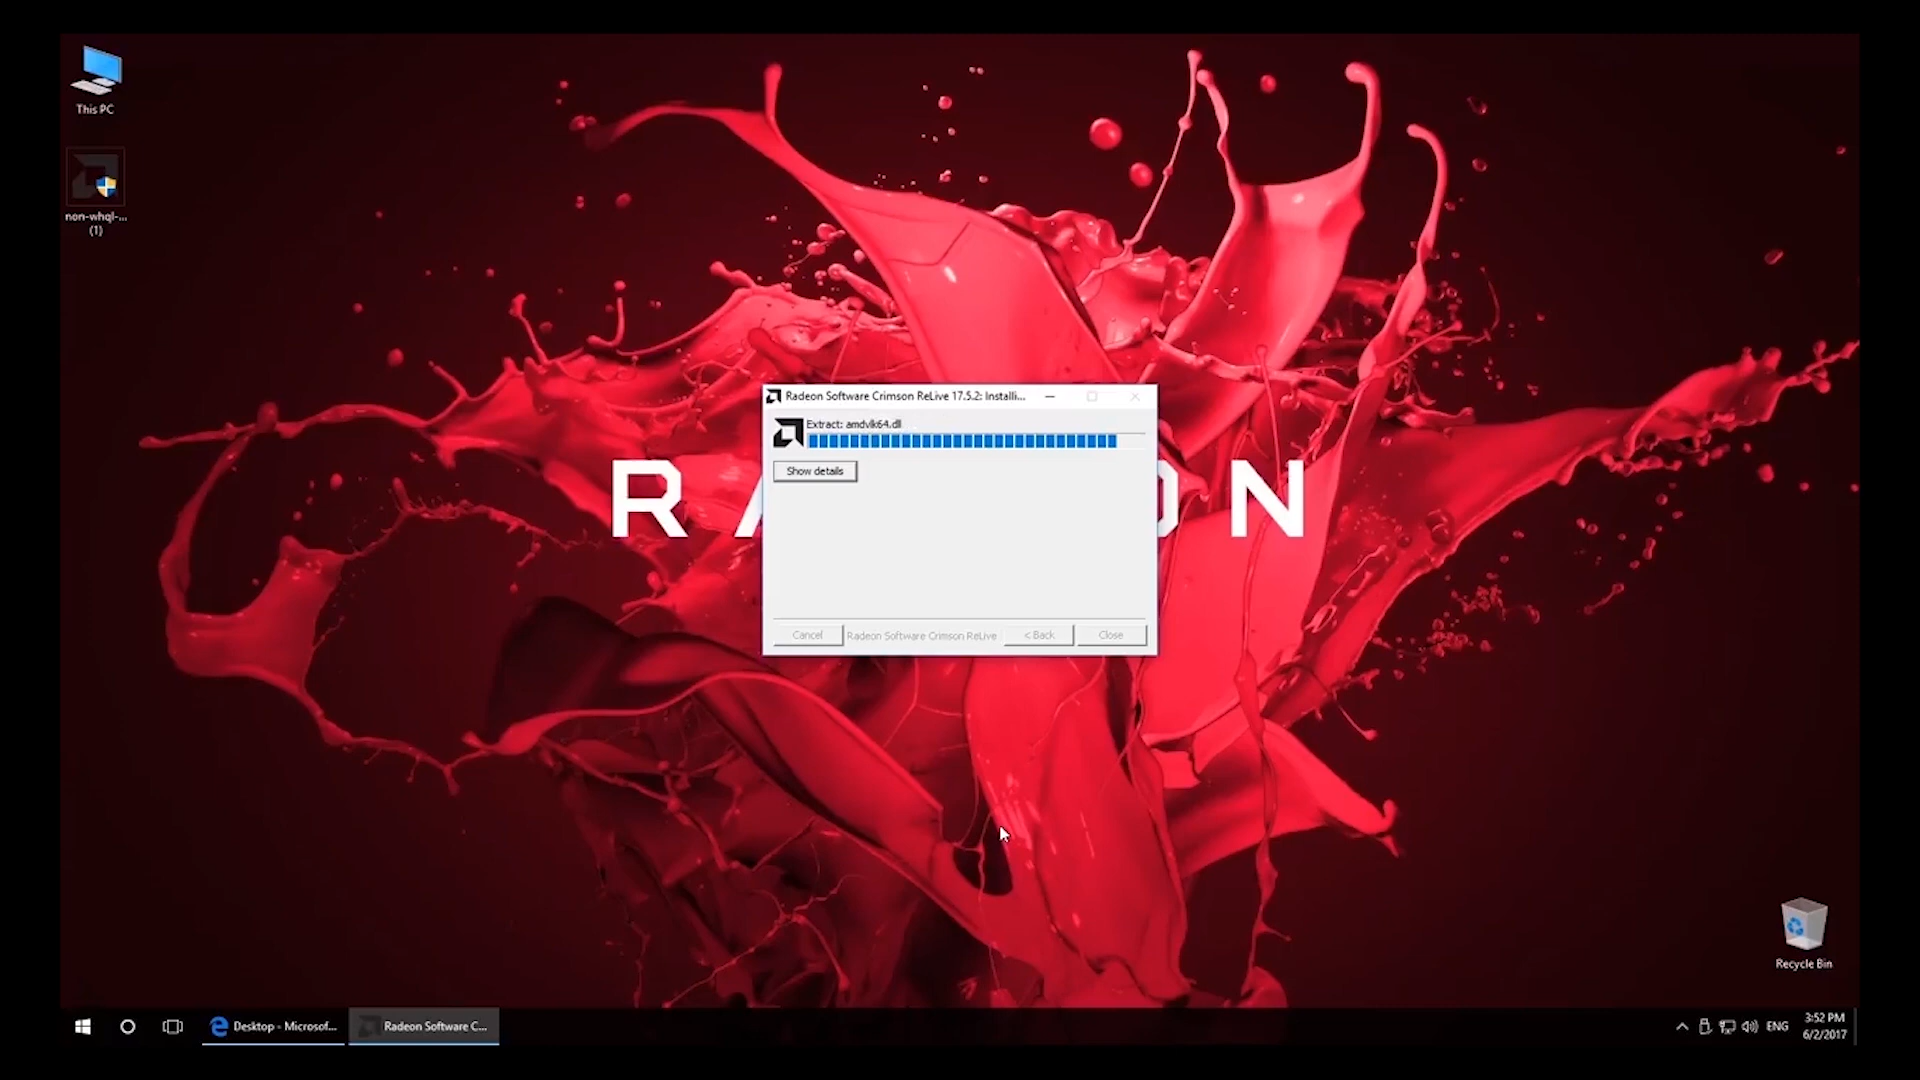 This PC
non-whql-...
(1)
Radeon Software Crimson ReLive 17.5.2: Installi...
Extract: amdvlk64.dll
Show details
Cancel
Radeon Software Crimson ReLive
< Back
Close
Recycle Bin
Desktop - Microsof...
Radeon Software C...
ENG
3:52 PM
6/2/2017